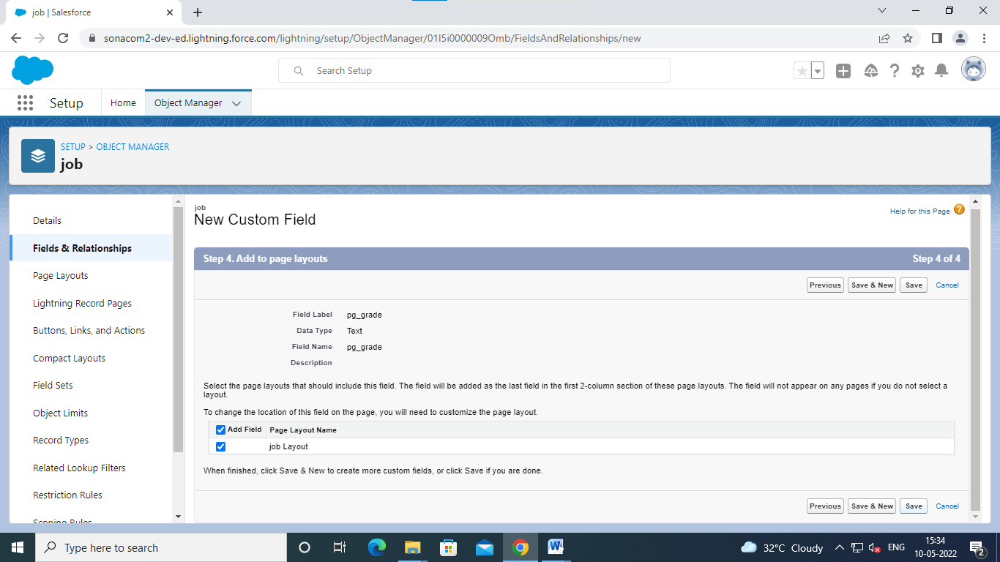 job | Salesforce
sonacom2-dev-ed.lightning.force.com/lightning/setup/ObjectManager/01I5i0000009Omb/FieldsAndRelationships/new
Search Setup
Setup
Home
Object Manager
SETUP > OBJECT MANAGER
job
Details
Fields & Relationships
Page Layouts
Lightning Record Pages
Buttons, Links, and Actions
Compact Layouts
Field Sets
Object Limits
Record Types
Related Lookup Filters
Restriction Rules
Scoping Rules
job
New Custom Field
Help for this Page ?
Step 4. Add to page layouts
Step 4 of 4
Previous
Save & New
Save
Cancel
Field Label pg_grade
Data Type Text
Field Name pg_grade
Description
Select the page layouts that should include this field. The field will be added as the last field in the first 2-column section of these page layouts. The field will not appear on any pages if you do not select a
layout.
To change the location of this field on the page, you will need to customize the page layout.
Add Field Page Layout Name
job Layout
When finished, click Save & New to create more custom fields, or click Save if you are done.
Previous
Save & New
Save
Cancel
Type here to search
32°C Cloudy
ENG
15:34
10-05-2022
2